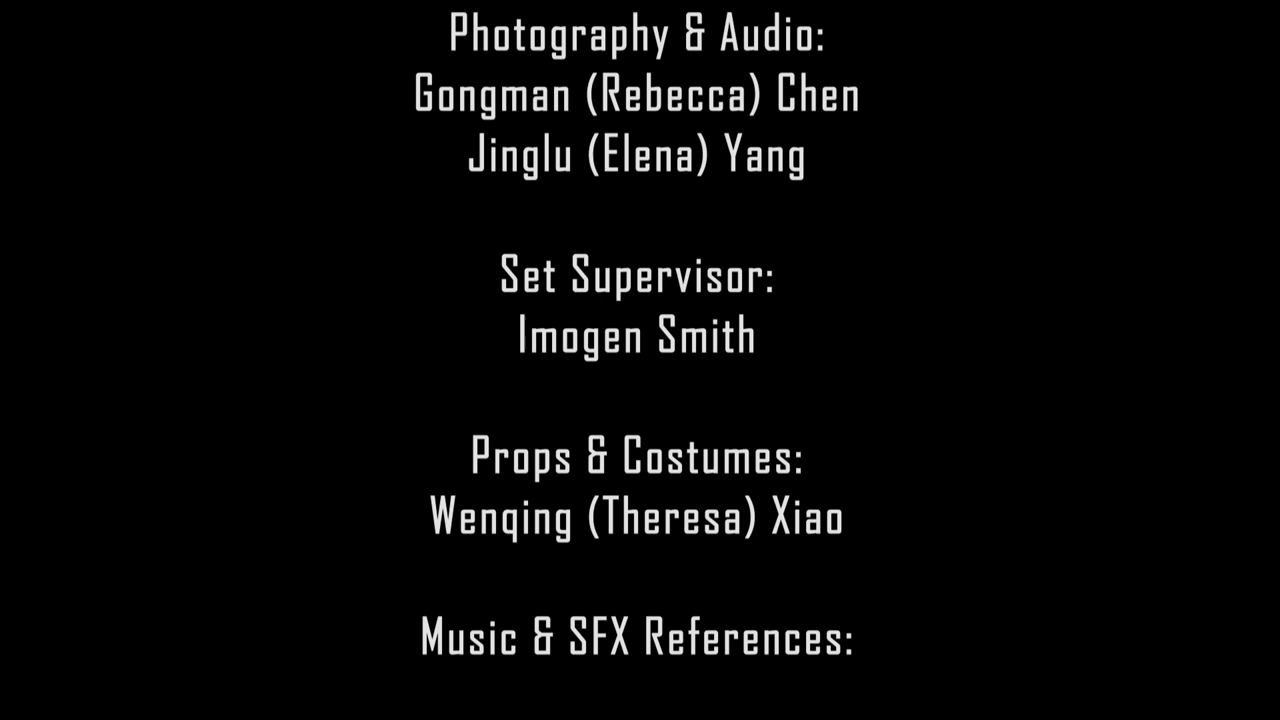 Photography & Audio:
Gongman (Rebecca) Chen
Jinglu (Elena) Yang
Set Supervisor:
Imogen Smith
Props & Costumes:
Wenqing (Theresa) Xiao
Music & SFX References: